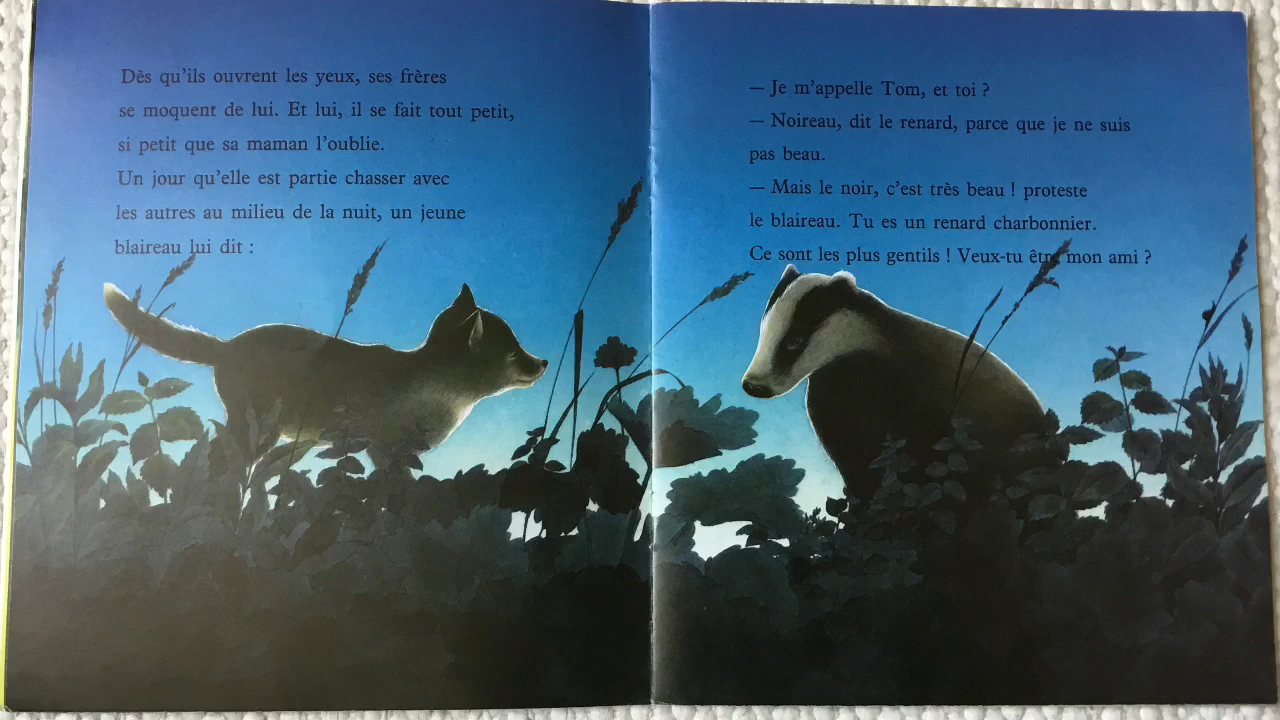 Dès qu'ils ouvrent les yeux, ses frères
se moquent de lui. Et lui, il se fait tout petit,
si petit que sa maman l'oublie.
Un jour qu'elle est partie chasser avec
les autres au milieu de la nuit, un jeune
blaireau lui dit :
— Je m'appelle Tom, et toi ?
— Noireau, dit le renard, parce que je ne suis
pas beau.
— Mais le noir, c'est très beau ! proteste
le blaireau. Tu es un renard charbonnier.
Ce sont les plus gentils ! Veux-tu être mon ami ?